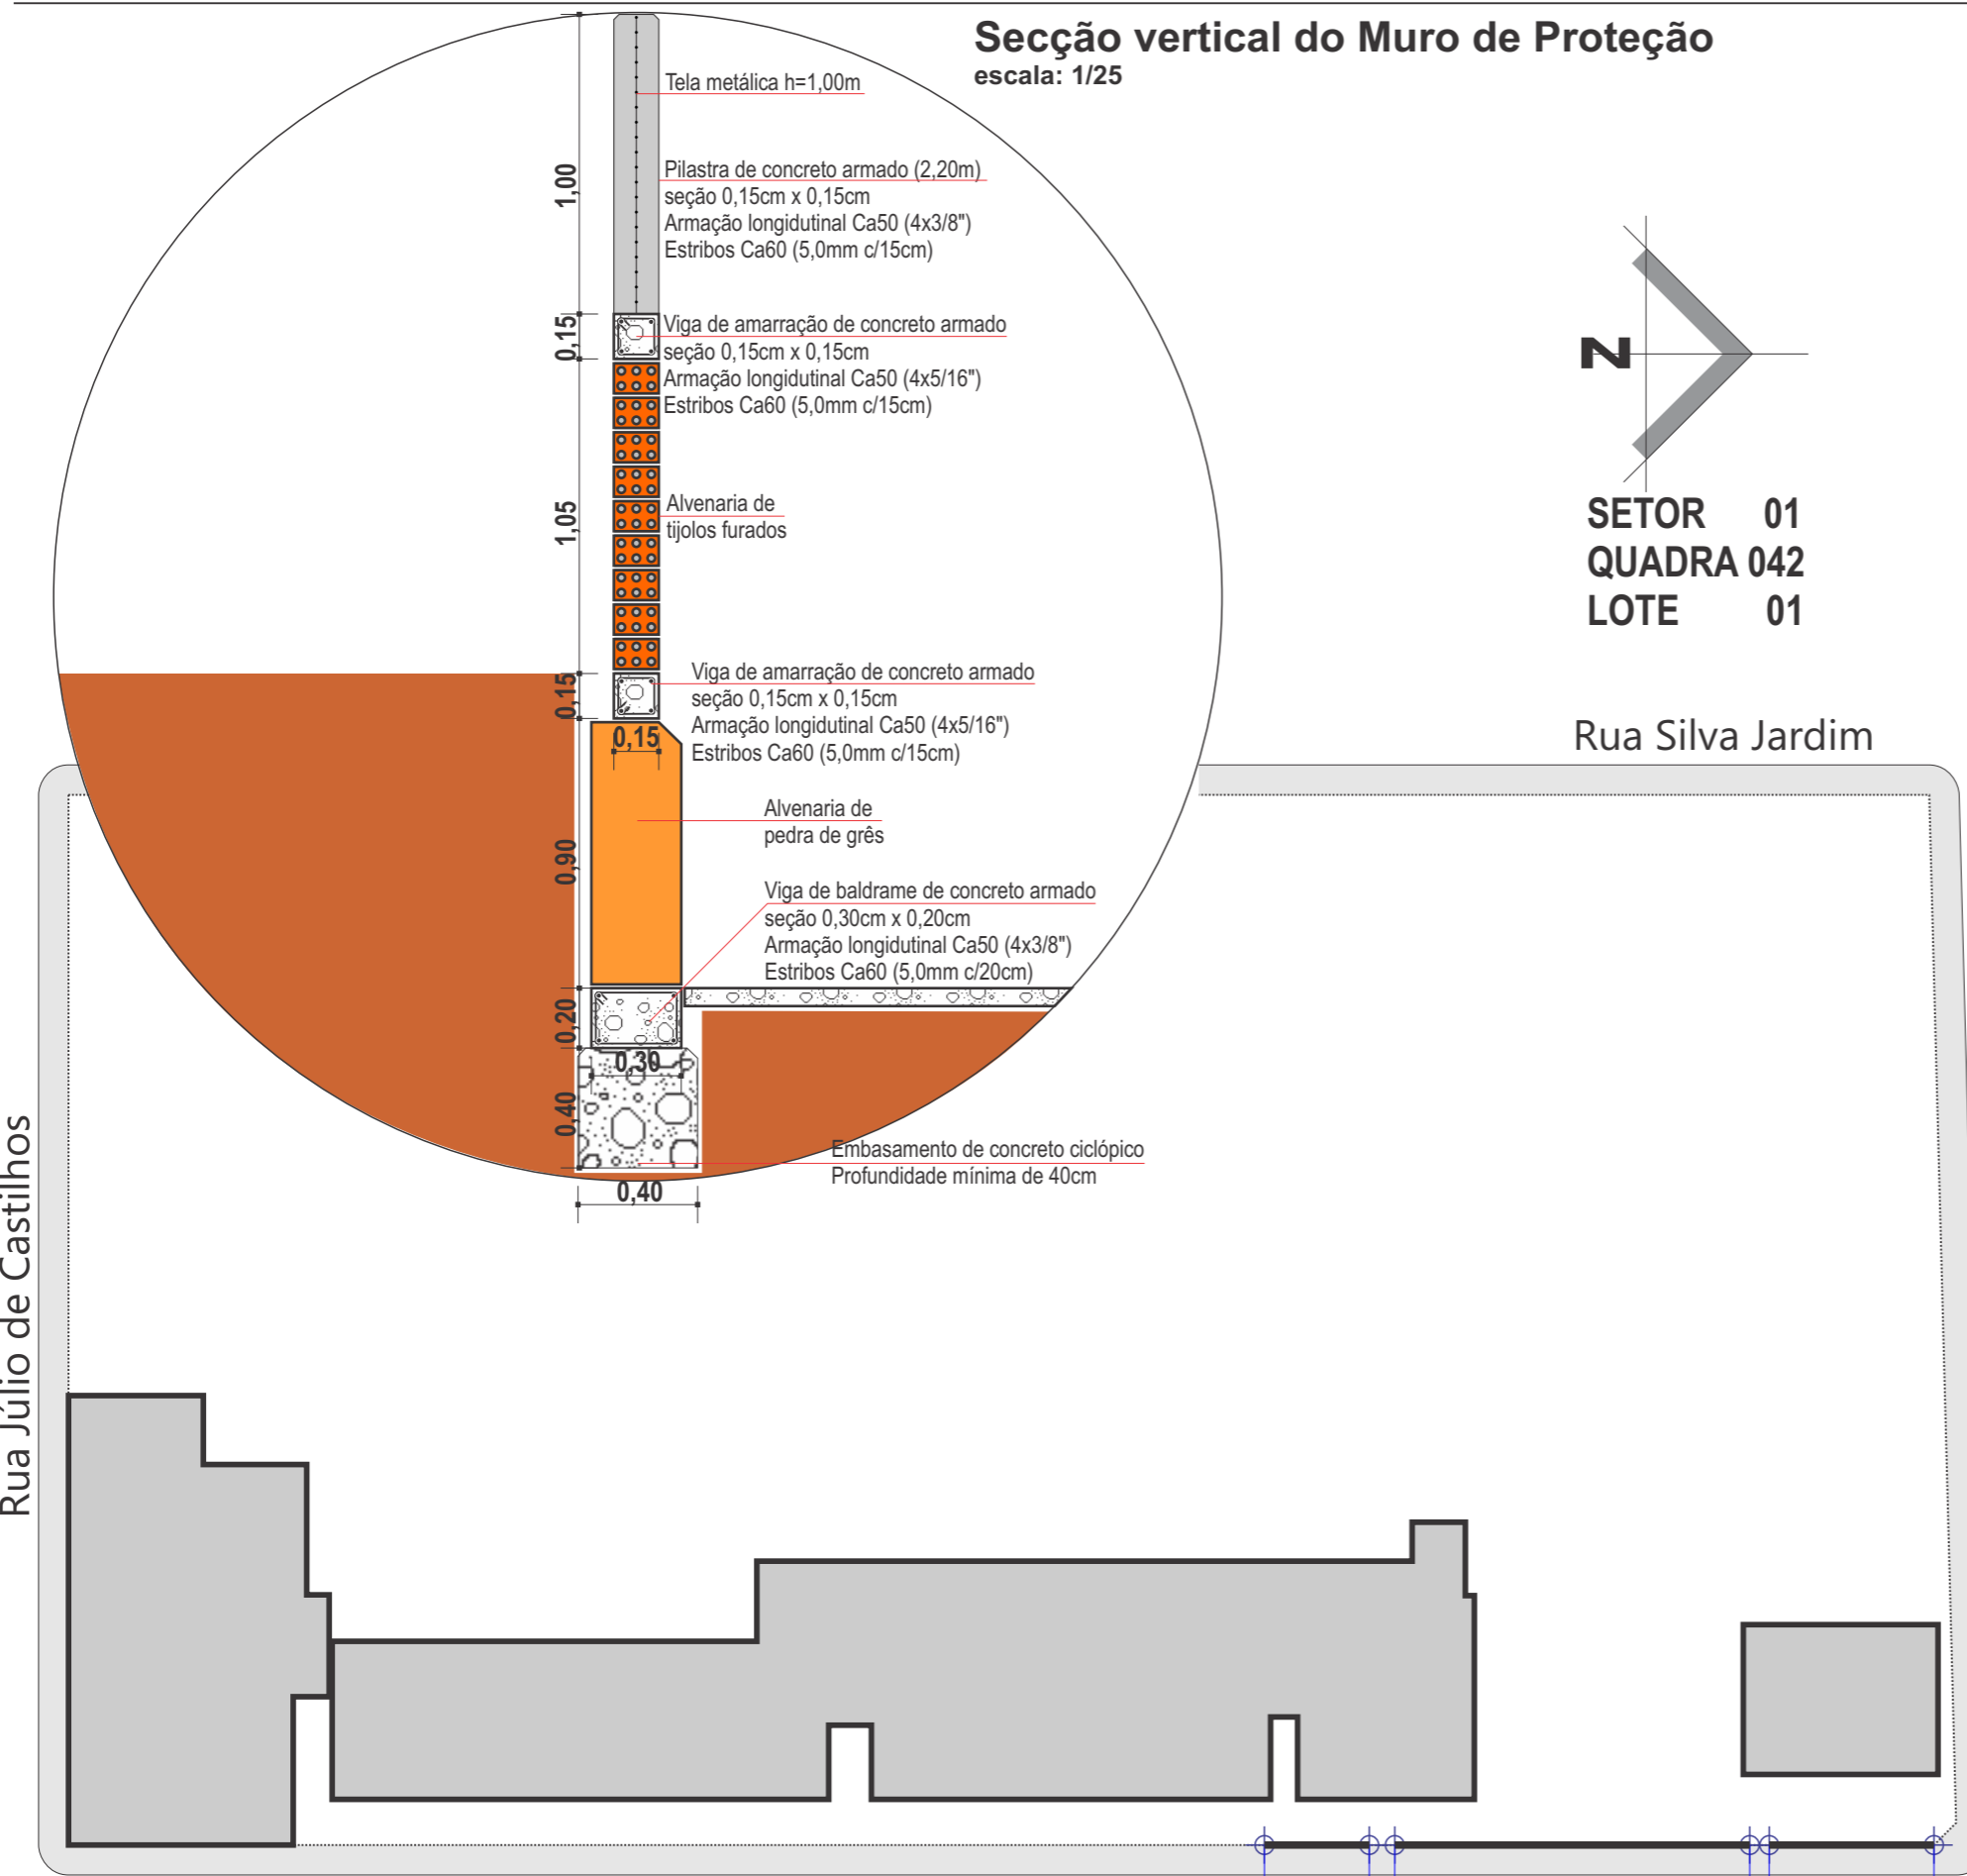 Secção vertical do Muro de Proteção
escala: 1/25
Tela metálica h=1,00m
1,00
Pilastra de concreto armado (2,20m)
seção 0,15cm x 0,15cm
Armação longidutinal Ca50 (4x3/8")
Estribos Ca60 (5,0mm c/15cm)
0,15
Viga de amarração de concreto armado
seção 0,15cm x 0,15cm
Armação longidutinal Ca50 (4x5/16")
Estribos Ca60 (5,0mm c/15cm)
N
1,05
Alvenaria de
tijolos furados
SETOR 01
QUADRA 042
LOTE 01
0,15
Viga de amarração de concreto armado
seção 0,15cm x 0,15cm
Armação longidutinal Ca50 (4x5/16")
Estribos Ca60 (5,0mm c/15cm)
0,15
Rua Silva Jardim
0,90
Alvenaria de
pedra de grês
Viga de baldrame de concreto armado
seção 0,30cm x 0,20cm
Armação longidutinal Ca50 (4x3/8")
Estribos Ca60 (5,0mm c/20cm)
0,20
0,30
0,40
Embasamento de concreto ciclópico
Profundidade mínima de 40cm
0,40
Rua Júlio de Castilhos